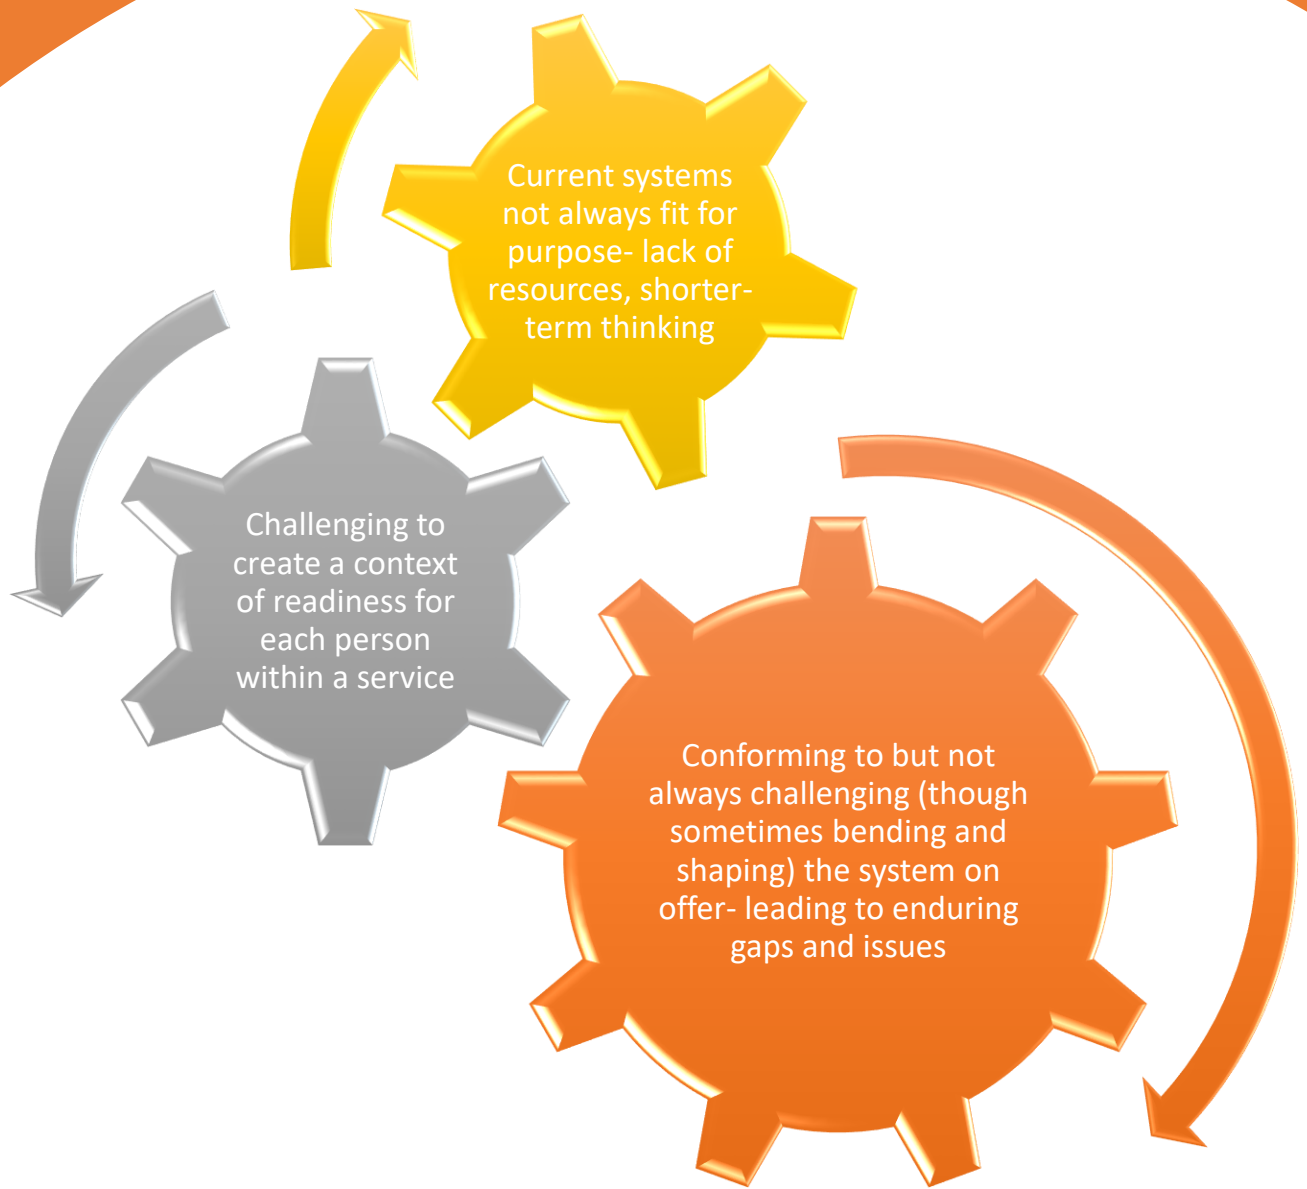 Current systems
not always fit for
purpose- lack of
resources, shorter-
term thinking
Challenging to
create a context
of readiness for
each person
within a service
Conforming to but not
always challenging (though
sometimes bending and
shaping) the system on
offer- leading to enduring
gaps and issues